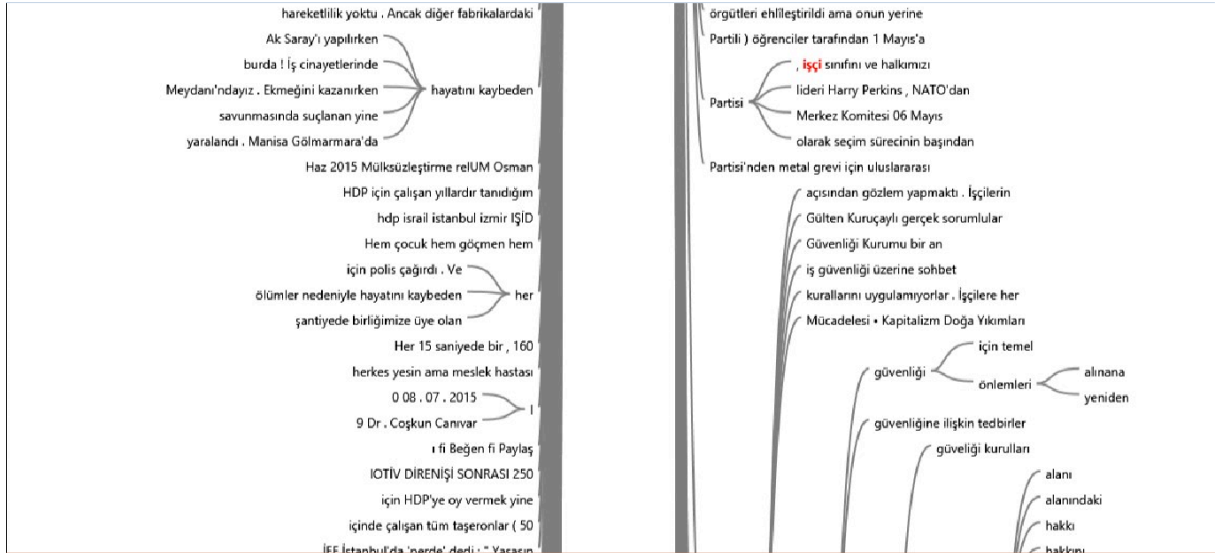 hareketlilik yoktu . Ancak diğer fabrikalardaki
Ak Saray'ı yapılırken
burda ! İş cinayetlerinde
Meydanı'ndayız . Ekmeğini kazanırken
savunmasında suçlanan yine
yaralandı . Manisa Gölmarmara'da
hayatını kaybeden
Haz 2015 Mülksüzleştirme relUM Osman
HDP için çalışan yıllardır tanıdığım
hdp israil istanbul izmir IŞİD
Hem çocuk hem göçmen hem
için polis çağırdı . Ve
ölümler nedeniyle hayatını kaybeden
şantiyede birliğimize üye olan
her
Her 15 saniyede bir , 160
herkes yesin ama meslek hastası
0 08 . 07 . 2015
9 Dr . Coşkun Canıvar
I
ı fi Beğen fi Paylaş
IOTİV DİRENİŞİ SONRASI 250
için HDP'ye oy vermek yine
içinde çalışan tüm taşeronlar ( 50
İstanbul'da 'perde' dedi : " Yaşasın
örgütleri ehlîleştirildi ama onun yerine
Partili ) öğrenciler tarafından 1 Mayıs'a
Partisi
, işçi sınıfını ve halkımızı
lideri Harry Perkins , NATO'dan
Merkez Komitesi 06 Mayıs
olarak seçim sürecinin başından
Partisi'nden metal grevi için uluslararası
açısından gözlem yapmaktı . İşçilerin
Gülten Kuruçaylı gerçek sorumlular
Güvenliği Kurumu bir an
iş güvenliği üzerine sohbet
kurallarını uygulamıyorlar . İşçilere her
Mücadelesi • Kapitalizm Doğa Yıkımları
güvenliği
için temel
önlemleri
alınana
yeniden
güvenliğine ilişkin tedbirler
güveliği kurulları
alanı
alanındaki
hakkı
hakkını